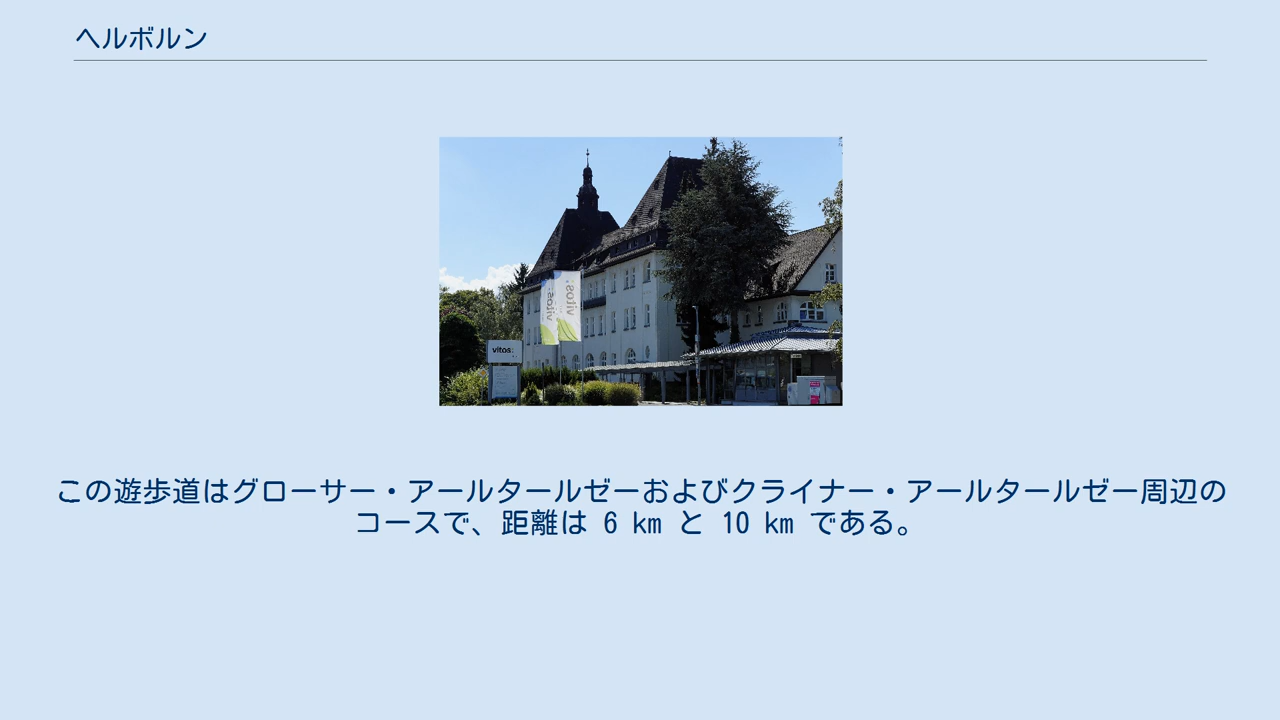 ヘルボルン
vitos:
vitos:
vitos:
この遊歩道はグローサー・アールタールゼーおよびクライナー・アールタールゼー周辺の
コースで、距離は 6 km と 10 km である。